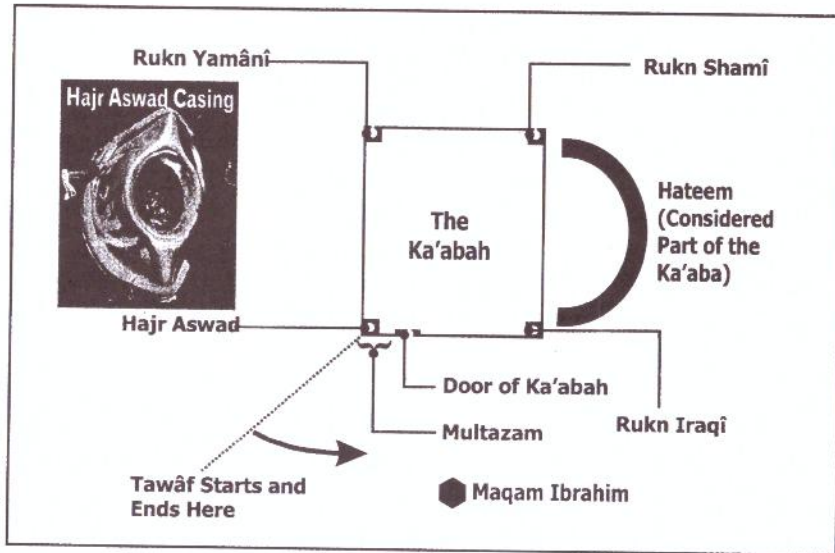 Rukn Yamânî
Rukn Shamî
Hajr Aswad Casing
The
Ka'abah
Hateem
(Considered
Part of the
Ka'aba)
Hajr Aswad
Door of Ka'abah
Multazam
Rukn Iraqî
Tawâf Starts and
Ends Here
Maqam Ibrahim